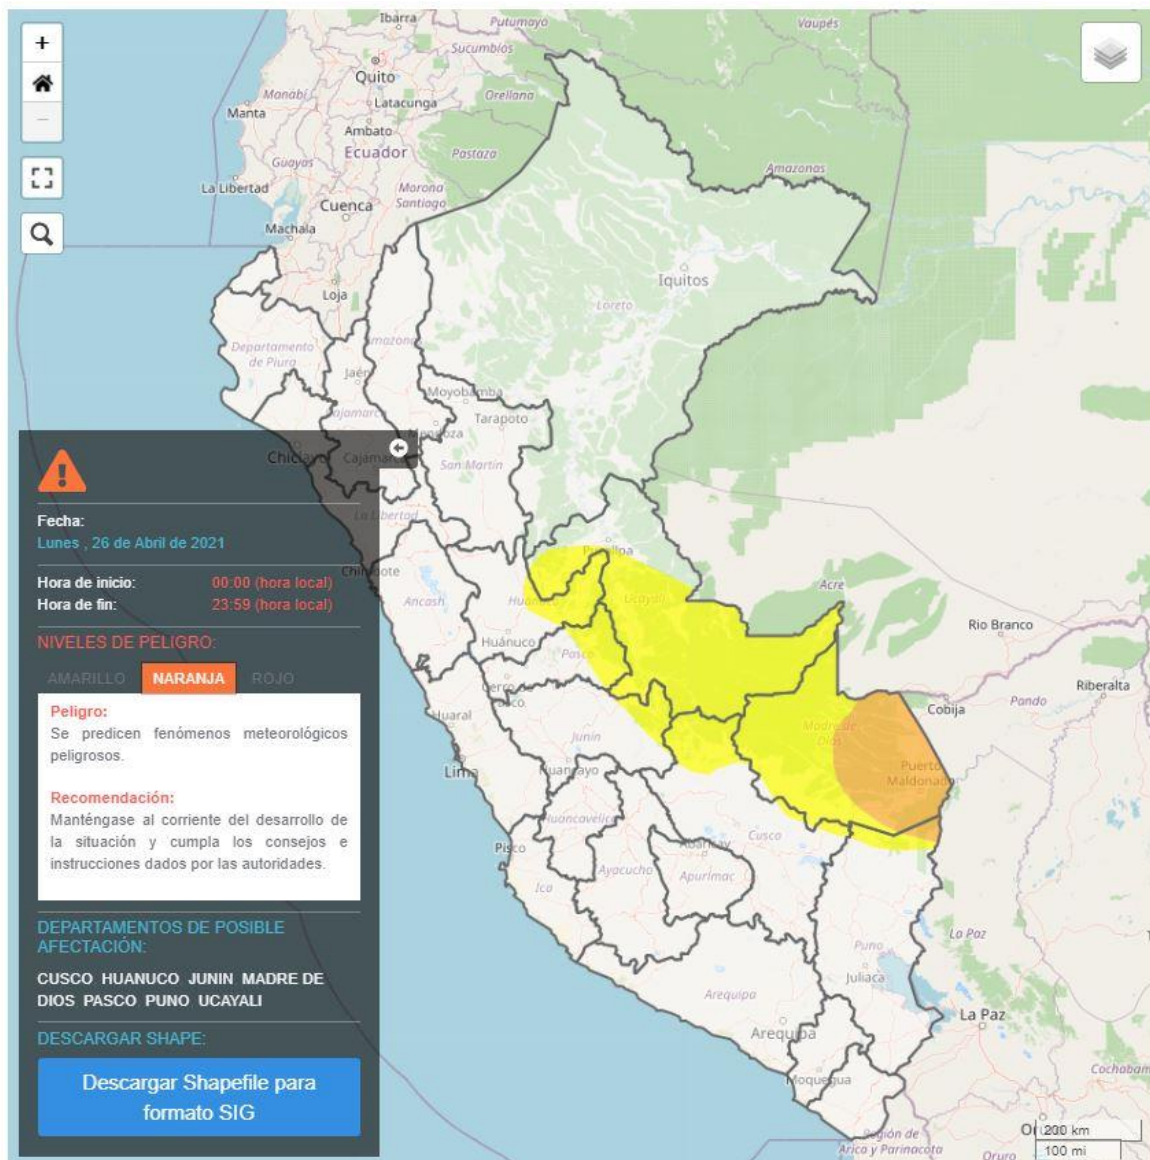 Ibarra
Putumayo
Vaupés
+
Sucumbíos
Quito
Manabí
Latacunga
Orellana
Manta
Ambato
Ecuador
Guayas
Pastaza
Amazonas
La Libertad
Morona
Santiago
Cuenca
Machala
Iquitos
Loja
Loreto
Departamento
de Piura
Jaén
Moyobamba
Tarapoto
San Martín
Fecha:
Lunes , 26 de Abril de 2021
Hora de inicio: 00:00 (hora local)
Hora de fin: 23:59 (hora local)
NIVELES DE PELIGRO:
AMARILLO NARANJA ROJO
Peligro:
Se predicen fenómenos meteorológicos
peligrosos.
Recomendación:
Manténgase al corriente del desarrollo de
la situación y cumpla los consejos e
instrucciones dados por las autoridades.
DEPARTAMENTOS DE POSIBLE
AFECTACIÓN:
CUSCO HUANUCO JUNIN MADRE DE
DIOS PASCO PUNO UCAYALI
DESCARGAR SHAPE:
Descargar Shapefile para
formato SIG
Ancash
Ucayali
Acre
Huánuco
Rio Branco
Pasco
Riberalta
Pando
Cobija
Huaral
Madre de
Dios
Junín
Lima
Huancayo
Puerto
Maldonado
Huancavelica
Cusco
Pisco
Abancay
Ayacucho
Apurímac
Ica
La Paz
Puno
Juliaca
Arequipa
La Paz
Arequipa
Moquegua
Cochabam
200 km
100 mi
Región de
Arica y Parinacota
Oruro